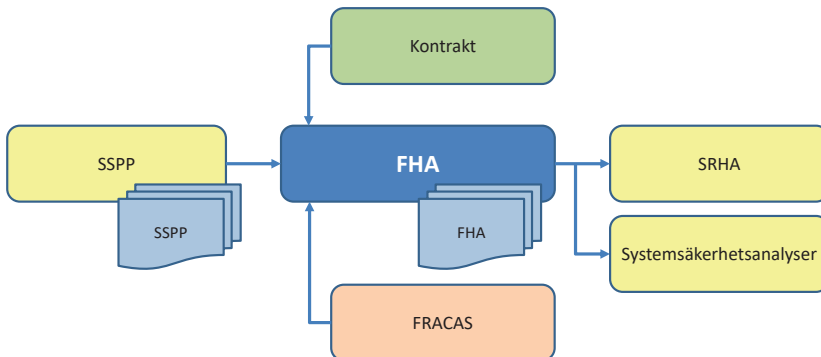 Kontrakt
SSPP
FHA
SRHA
SSPP
FHA
Systemsäkerhetsanalyser
FRACAS